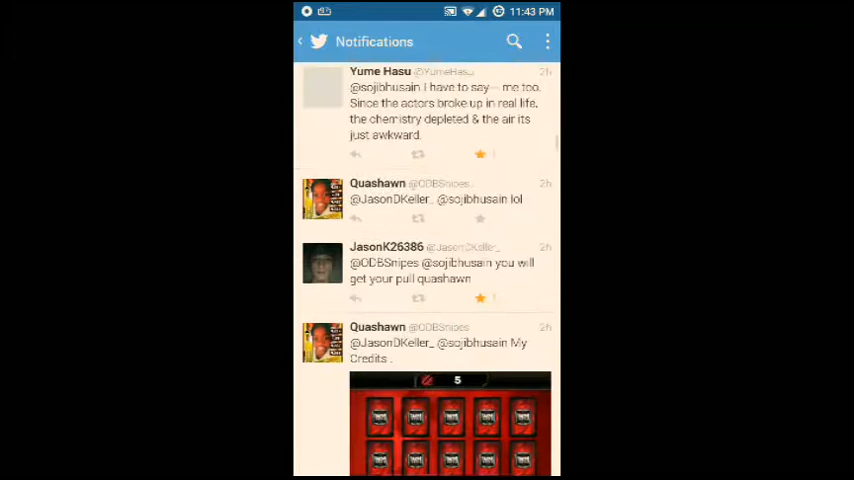 11:43 PM
Notifications
Yume Hasu @YumeHasu 2h
@sojibhusain I have to say-- me too.
Since the actors broke up in real life,
the chemistry depleted & the air its
just awkward.
1
Quashawn @ODBSnipes 2h
@JasonDKeller_ @sojibhusain lol
JasonK26386 @JasonDKeller_ 2h
@ODBSnipes @sojibhusain you will
get your pull quashawn
1
Quashawn @ODBSnipes 2h
@JasonDKeller_ @sojibhusain My
Credits .
5